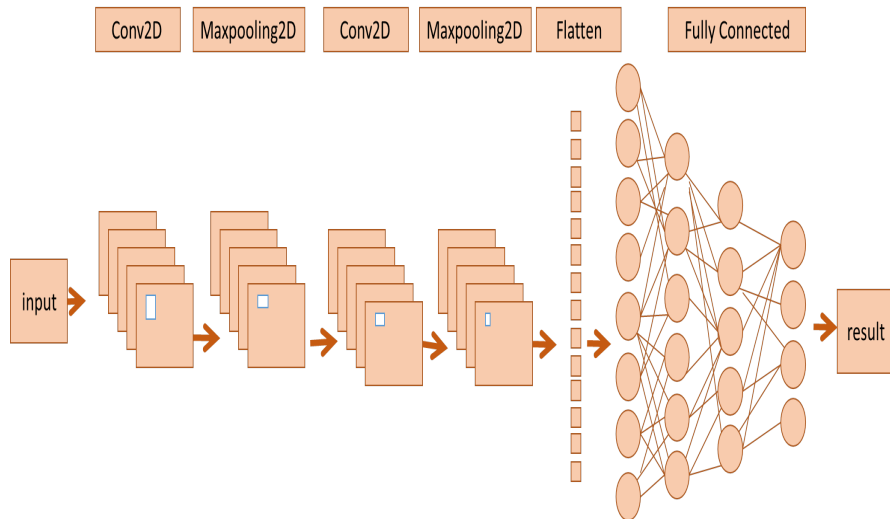 Conv2D
Maxpooling2D
Conv2D
Maxpooling2D
Flatten
Fully Connected
input
result